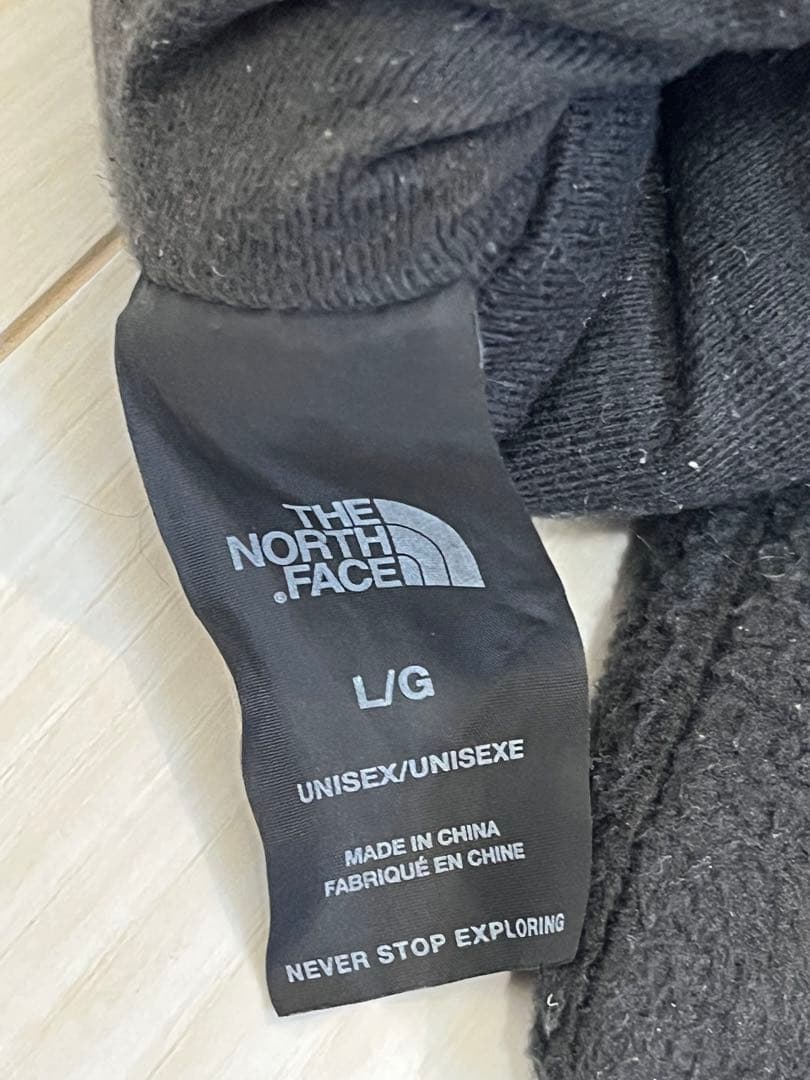 THE
NORTH
FACE®
L/G
UNISEX/UNISEXE
MADE IN CHINA
FABRIQUÉ EN CHINE
NEVER STOP EXPLORING